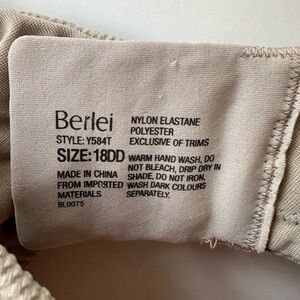 Berlei
STYLE: Y584T
SIZE: 18DD
MADE IN CHINA
FROM IMPORTED
MATERIALS
BL0075
NYLON ELASTANE
POLYESTER
EXCLUSIVE OF TRIMS
WARM HAND WASH, DO
NOT BLEACH, DRIP DRY IN
SHADE, DO NOT IRON.
WASH DARK COLOURS
SEPARATELY.